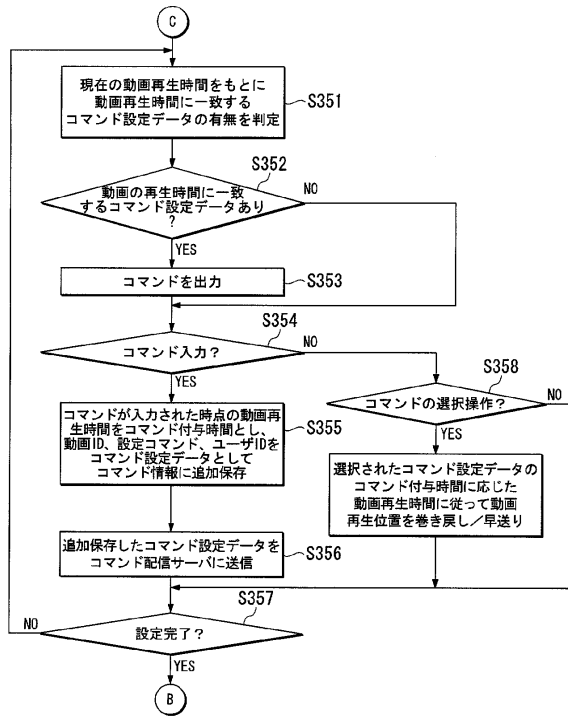 C
現在の動画再生時間をもとに
動画再生時間に一致する
コマンド設定データの有無を判定
S351
S352
動画の再生時間に一致
するコマンド設定データあり
?
NO
YES
コマンドを出力
S353
S354
コマンド入力?
NO
YES
S358
コマンドの選択操作?
NO
YES
コマンドが入力された時点の動画再
生時間をコマンド付与時間とし、
動画ID、設定コマンド、ユーザIDを
コマンド設定データとして
コマンド情報に追加保存
S355
選択されたコマンド設定データの
コマンド付与時間に応じた
動画再生時間に従って動画
再生位置を巻き戻し/早送り
追加保存したコマンド設定データを
コマンド配信サーバに送信
S356
S357
設定完了?
NO
YES
B